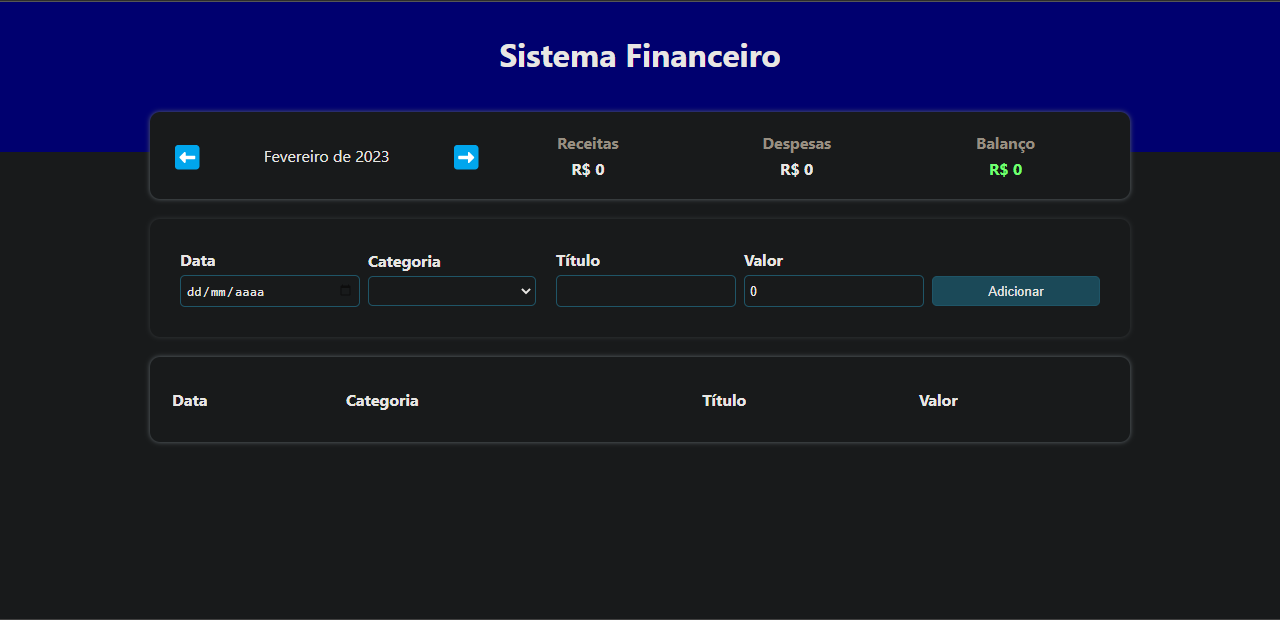 Sistema Financeiro
Fevereiro de 2023
Receitas
R$ 0
Despesas
R$ 0
Balanço
R$ 0
Data
dd/mm/aaaa
Categoria
Título
Valor
0
Adicionar
Data Categoria Título Valor